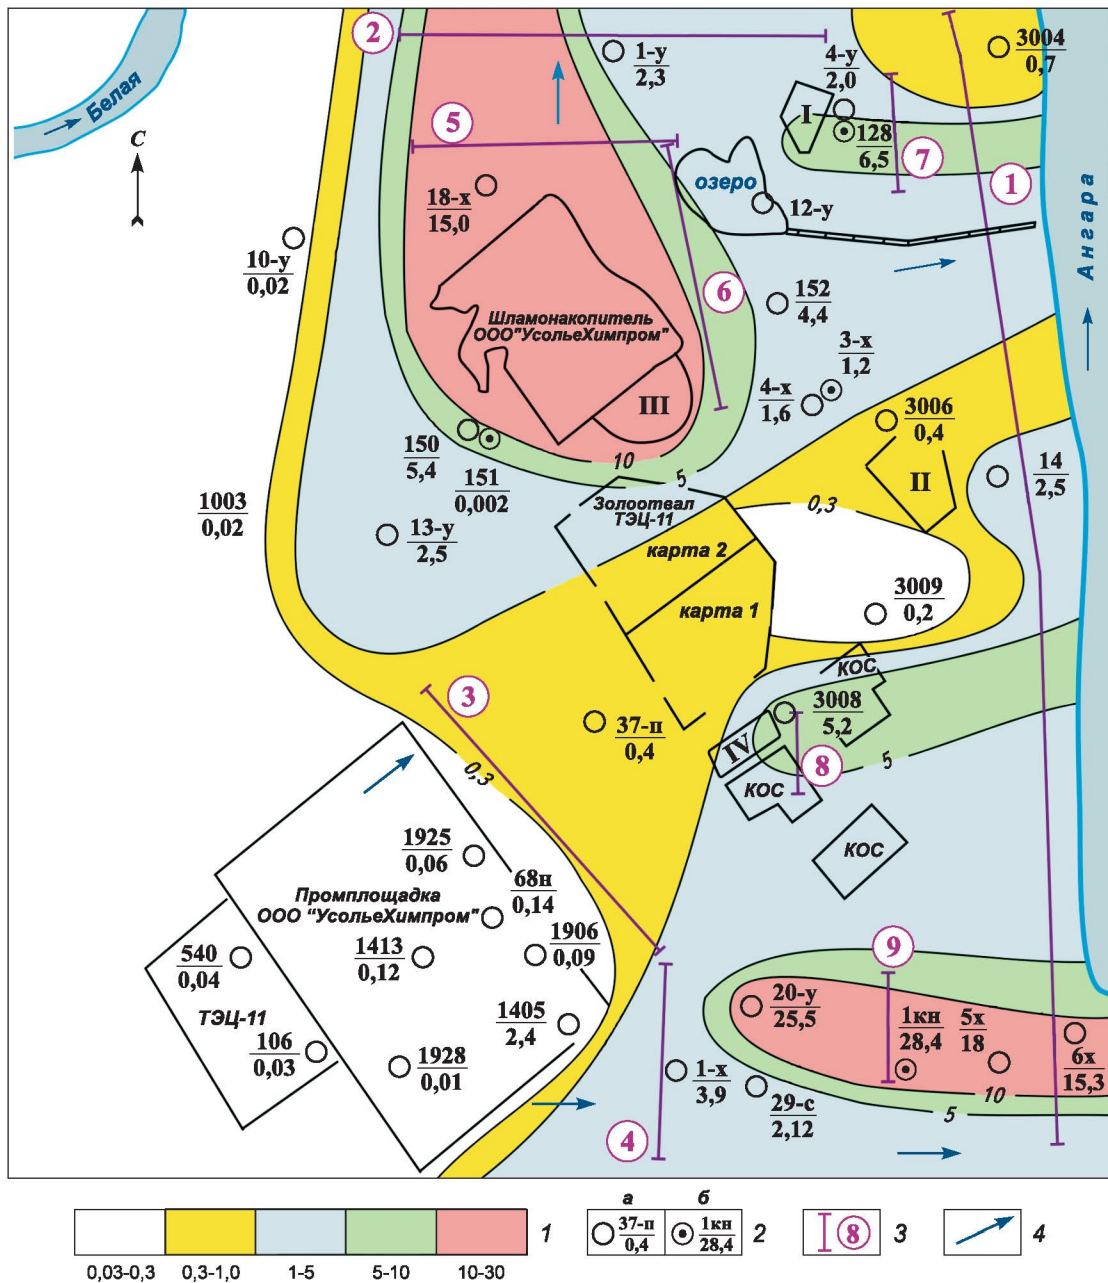 2
1-у
2,3
4-у
2,0
3004
0,7
Белая
С
I
5
128
6,5
7
1
18-х
15,0
озеро
12-у
Ангара
10-у
0,02
6
152
4,4
Шламонакопитель
ООО"УсольеХимпром"
3-х
1,2
4-х
1,6
III
3006
0,4
150
5,4
151
0,002
10
5
II
14
2,5
1003
0,02
Золоотвал
ТЭЦ-11
0,3
13-у
2,5
карта 2
карта 1
3009
0,2
КОС
3
3008
5,2
37-п
0,4
IV
8
5
КОС
0,3
КОС
1925
0,06
68н
0,14
Промплощадка
ООО "УсольеХимпром"
1906
0,09
9
540
0,04
1413
0,12
20-у
25,5
1кн
28,4
5х
18
ТЭЦ-11
1405
2,4
106
0,03
1928
0,01
1-х
3,9
6х
15,3
10
5
29-с
2,12
4
а
б
1
37-п
0,4
1кн
28,4
2
8
3
4
0,03-0,3
0,3-1,0
1-5
5-10
10-30